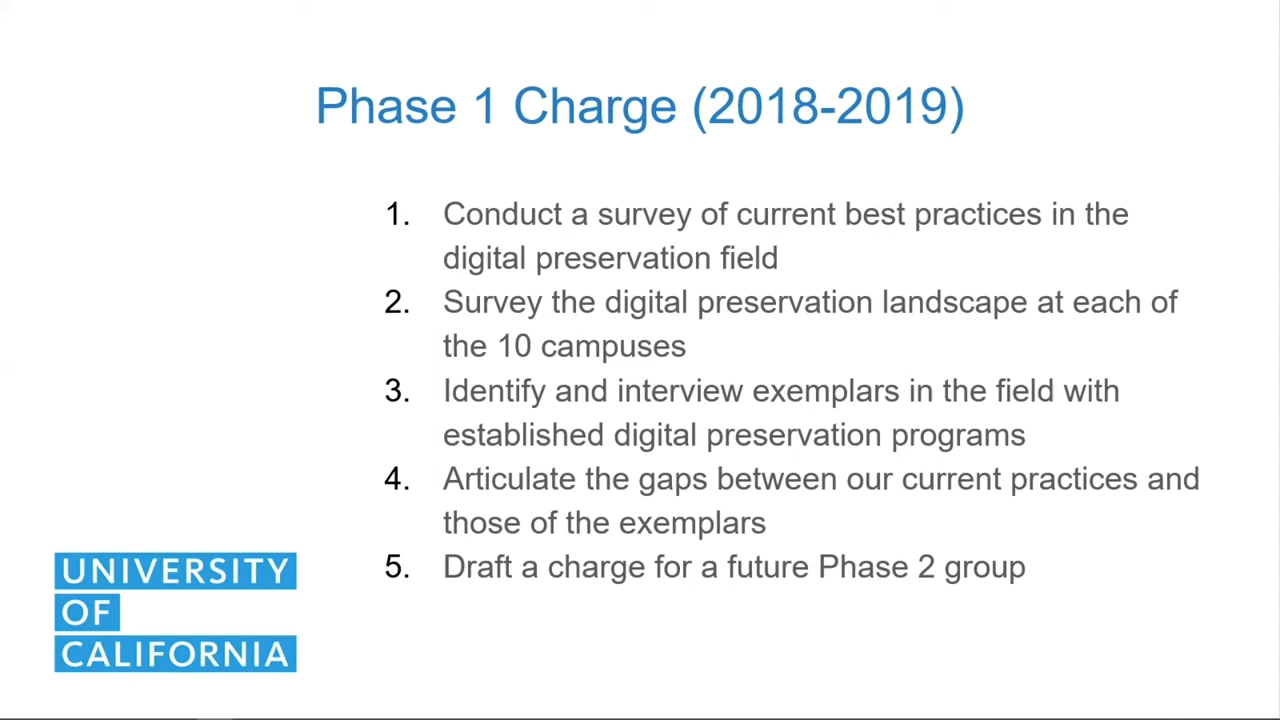 Phase 1 Charge (2018-2019)
1. Conduct a survey of current best practices in the
digital preservation field
2. Survey the digital preservation landscape at each of
the 10 campuses
3. Identify and interview exemplars in the field with
established digital preservation programs
4. Articulate the gaps between our current practices and
those of the exemplars
5. Draft a charge for a future Phase 2 group
UNIVERSITY
OF
CALIFORNIA